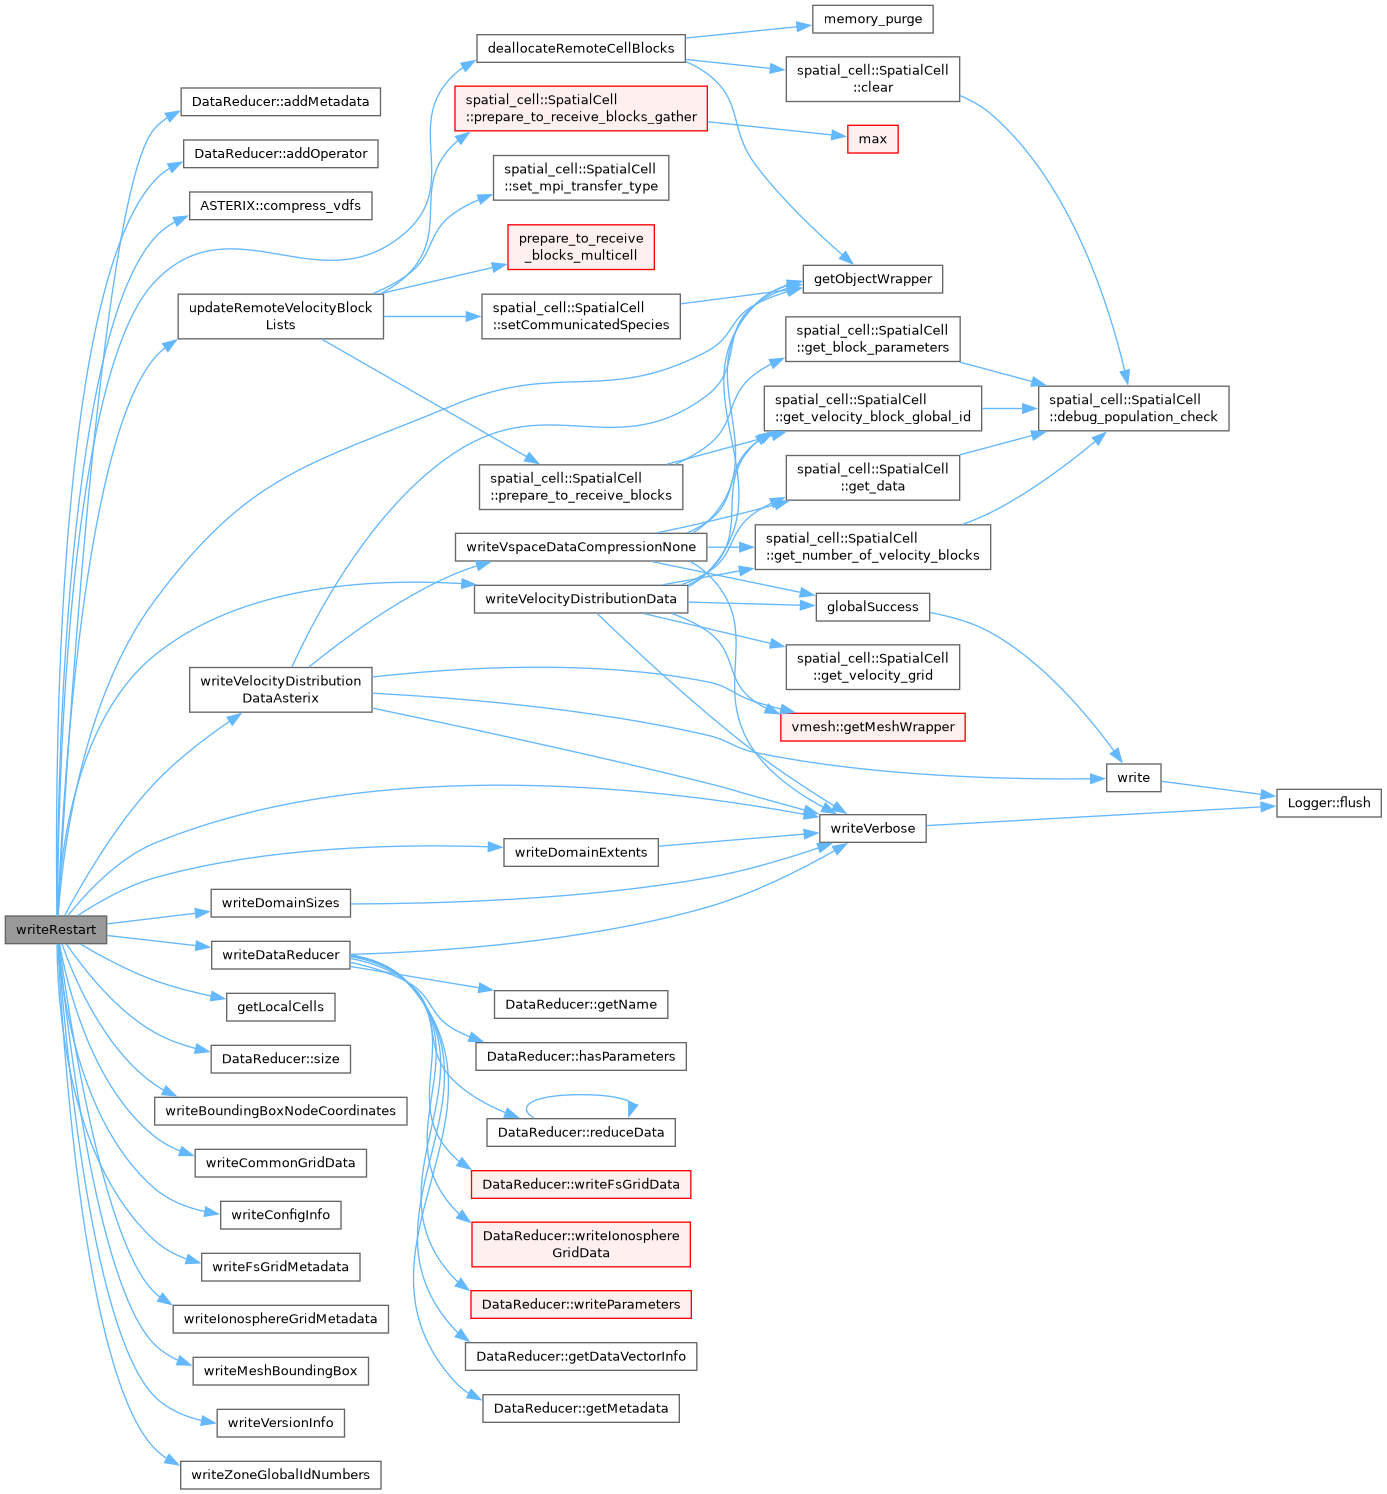 memory_purge
deallocateRemoteCellBlocks
spatial_cell::SpatialCell
::clear
DataReducer::addMetadata
spatial_cell::SpatialCell
::prepare_to_receive_blocks_gather
max
DataReducer::addOperator
spatial_cell::SpatialCell
::set_mpi_transfer_type
ASTERIX::compress_vdfs
prepare_to_receive
_blocks_multicell
getObjectWrapper
updateRemoteVelocityBlock
Lists
spatial_cell::SpatialCell
::setCommunicatedSpecies
spatial_cell::SpatialCell
::get_block_parameters
spatial_cell::SpatialCell
::get_velocity_block_global_id
spatial_cell::SpatialCell
::debug_population_check
spatial_cell::SpatialCell
::prepare_to_receive_blocks
spatial_cell::SpatialCell
::get_data
writeVspaceDataCompressionNone
spatial_cell::SpatialCell
::get_number_of_velocity_blocks
writeVelocityDistributionData
globalSuccess
spatial_cell::SpatialCell
::get_velocity_grid
writeVelocityDistribution
DataAsterix
vmesh::getMeshWrapper
write
Logger::flush
writeVerbose
writeDomainExtents
writeDomainSizes
writeRestart
writeDataReducer
getLocalCells
DataReducer::getName
DataReducer::size
DataReducer::hasParameters
writeBoundingBoxNodeCoordinates
DataReducer::reduceData
writeCommonGridData
DataReducer::writeFsGridData
writeConfigInfo
DataReducer::writeIonosphere
GridData
writeFsGridMetadata
DataReducer::writeParameters
writeIonosphereGridMetadata
DataReducer::getDataVectorInfo
writeMeshBoundingBox
DataReducer::getMetadata
writeVersionInfo
writeZoneGlobalIdNumbers